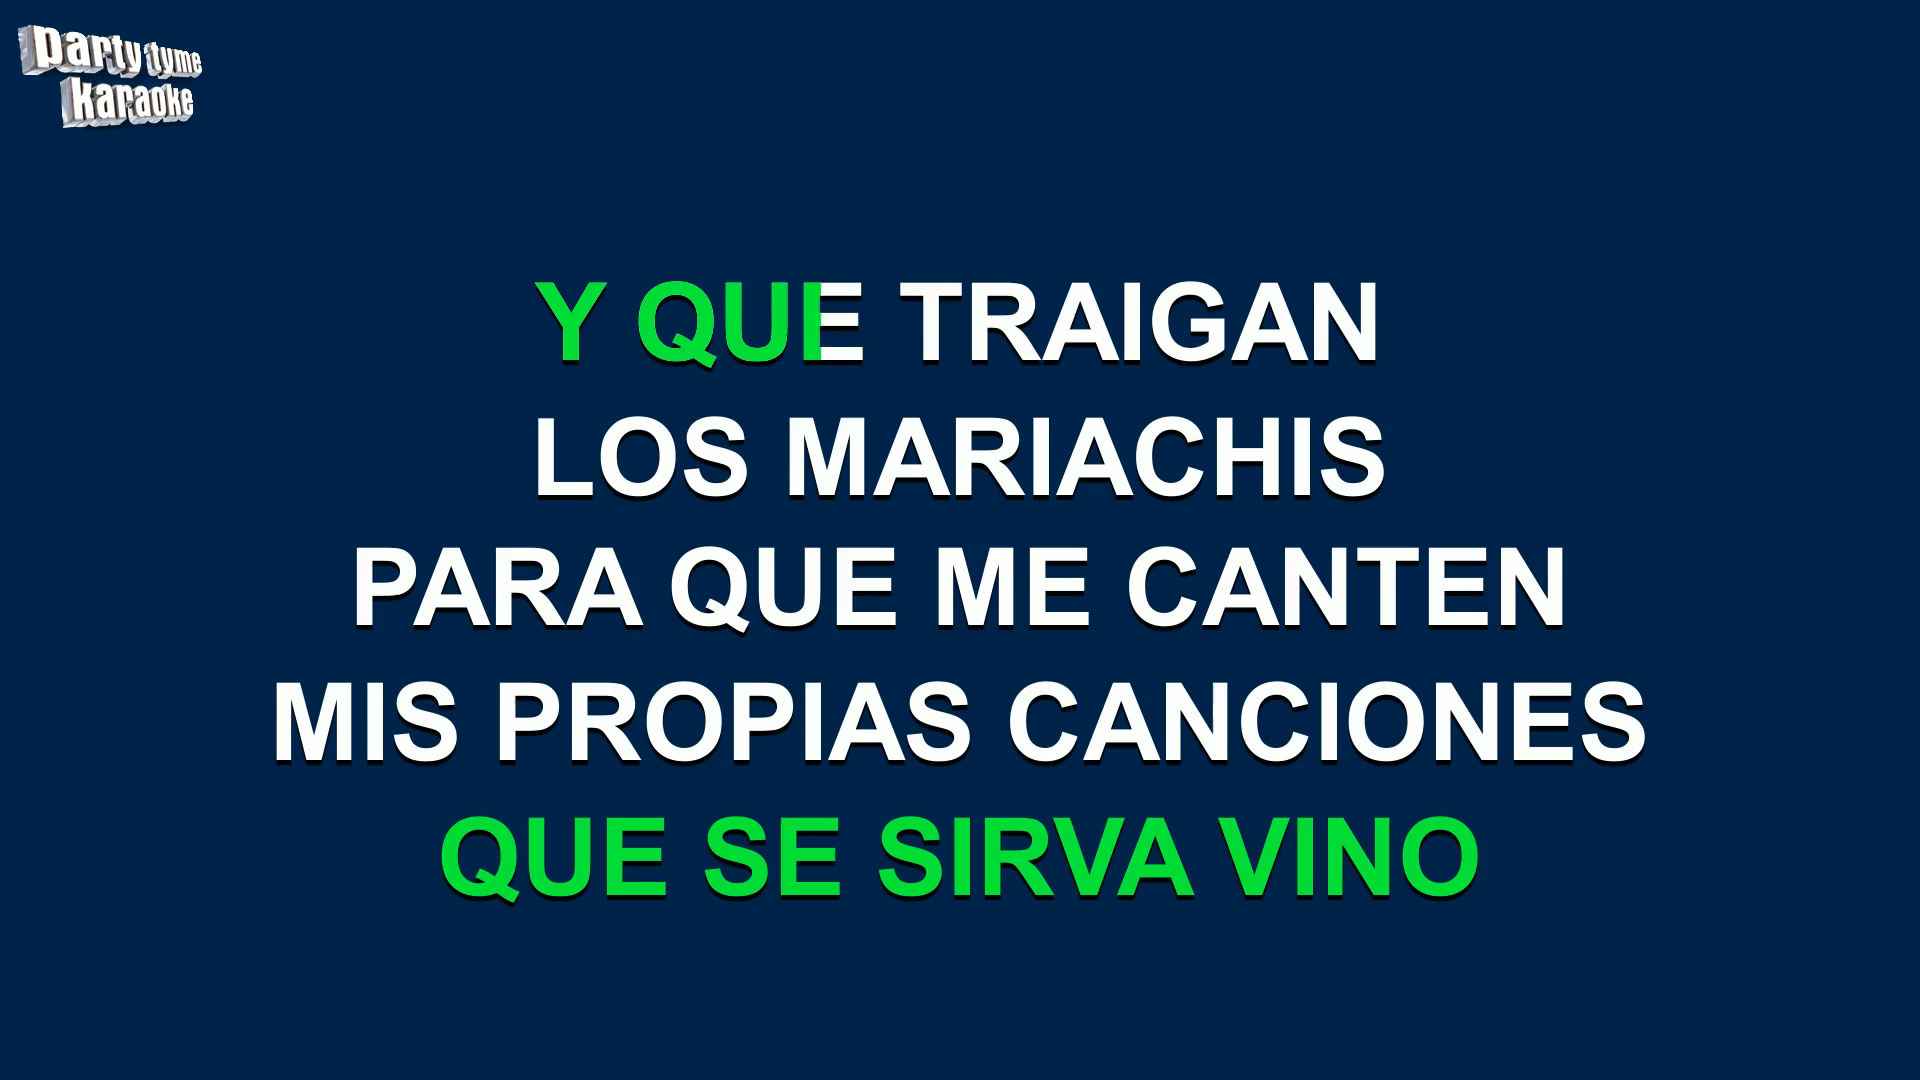 party tyme
karaoke
Y QUE TRAIGAN
LOS MARIACHIS
PARA QUE ME CANTEN
MIS PROPIAS CANCIONES
QUE SE SIRVA VINO